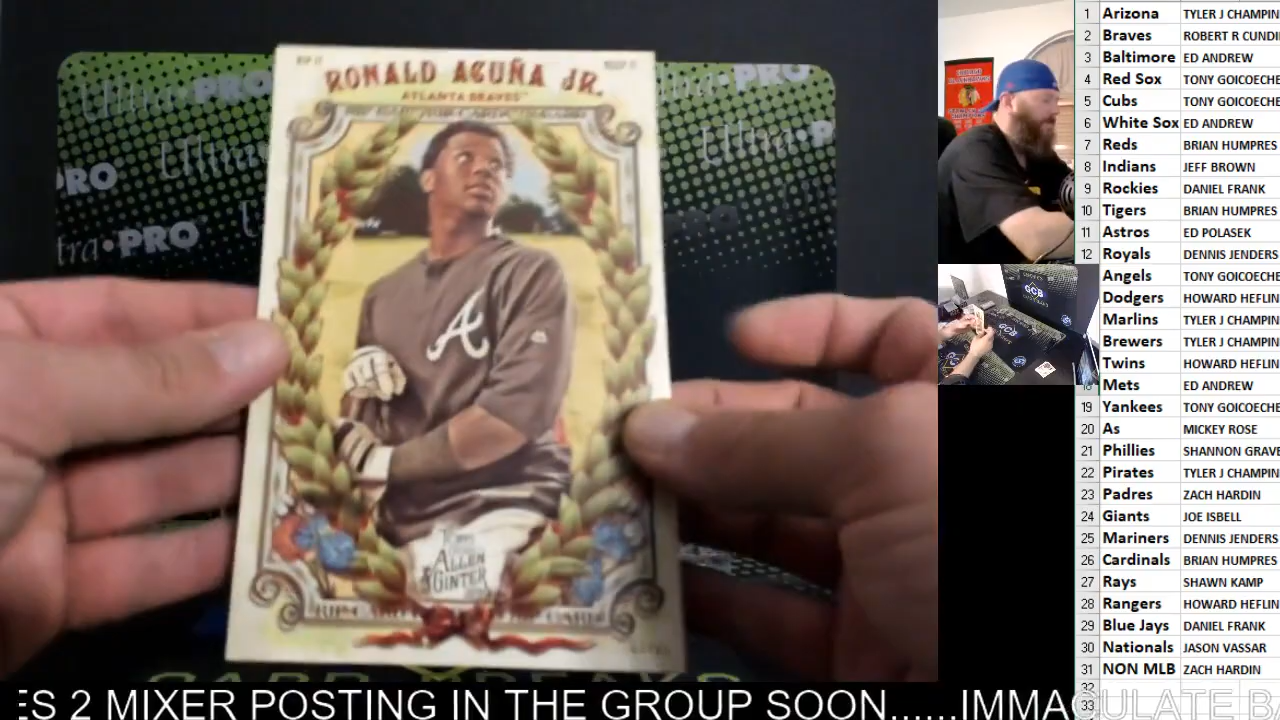 RONALD ACUÑA JR.
ATLANTA BRAVES™
A
ALLEN
& GINTER
Ultra•PRO
PRO
tra•PRO
GCB
1 Arizona TYLER J CHAMPIN
2 Braves ROBERT R CUNDI
3 Baltimore ED ANDREW
4 Red Sox TONY GOICOECHE
5 Cubs TONY GOICOECHE
6 White Sox ED ANDREW
7 Reds BRIAN HUMPRES
8 Indians JEFF BROWN
9 Rockies DANIEL FRANK
10 Tigers BRIAN HUMPRES
11 Astros ED POLASEK
12 Royals DENNIS JENDERS
Angels TONY GOICOECHE
Dodgers HOWARD HEFLIN
Marlins TYLER J CHAMPIN
Brewers TYLER J CHAMPIN
Twins HOWARD HEFLIN
Mets ED ANDREW
19 Yankees TONY GOICOECHE
20 As MICKEY ROSE
21 Phillies SHANNON GRAVE
22 Pirates TYLER J CHAMPIN
23 Padres ZACH HARDIN
24 Giants JOE ISBELL
25 Mariners DENNIS JENDERS
26 Cardinals BRIAN HUMPRES
27 Rays SHAWN KAMP
28 Rangers HOWARD HEFLIN
29 Blue Jays DANIEL FRANK
30 Nationals JASON VASSAR
31 NON MLB ZACH HARDIN
32
33
ES 2 MIXER POSTING IN THE GROUP SOON......IMMACULATE BA